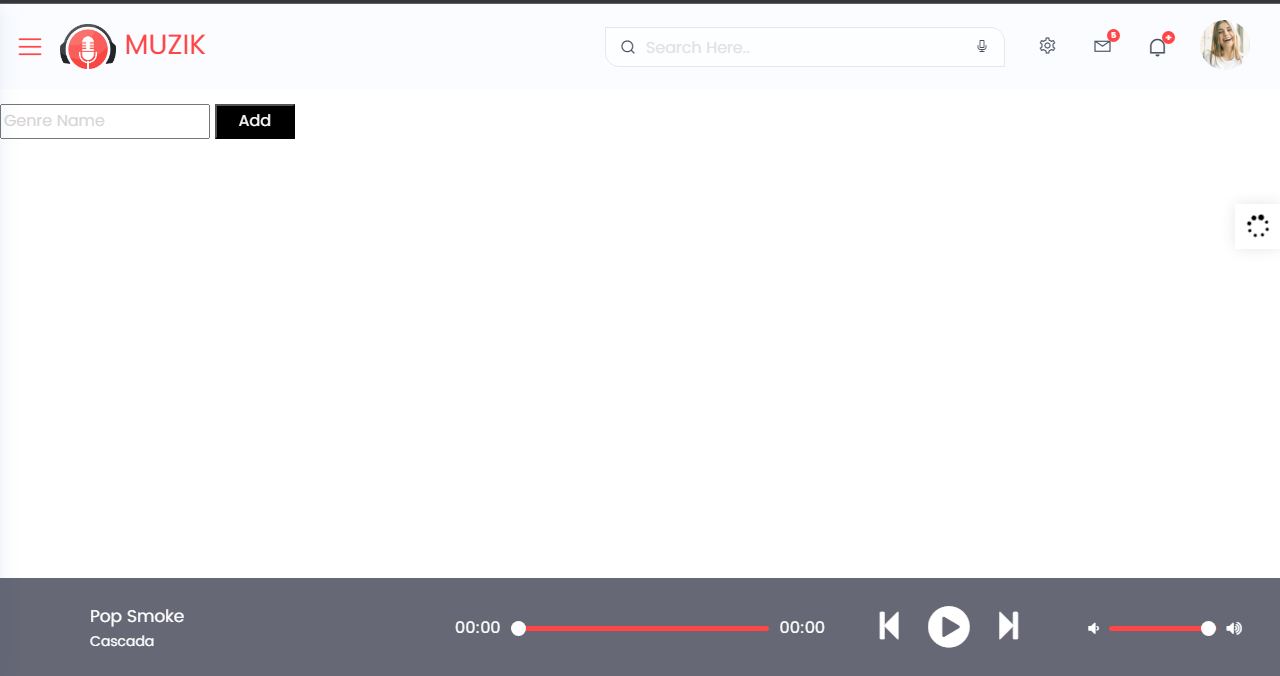 MUZIK
Search Here..
5
+
Genre Name
Add
Pop Smoke
Cascada
00:00
00:00